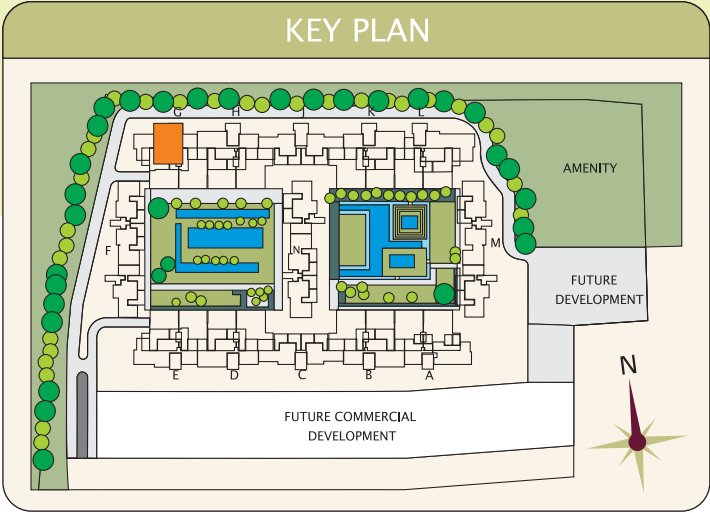 KEY PLAN
G H J K L
AMENITY
F N M
FUTURE
DEVELOPMENT
E D C B A
FUTURE COMMERCIAL
DEVELOPMENT
N